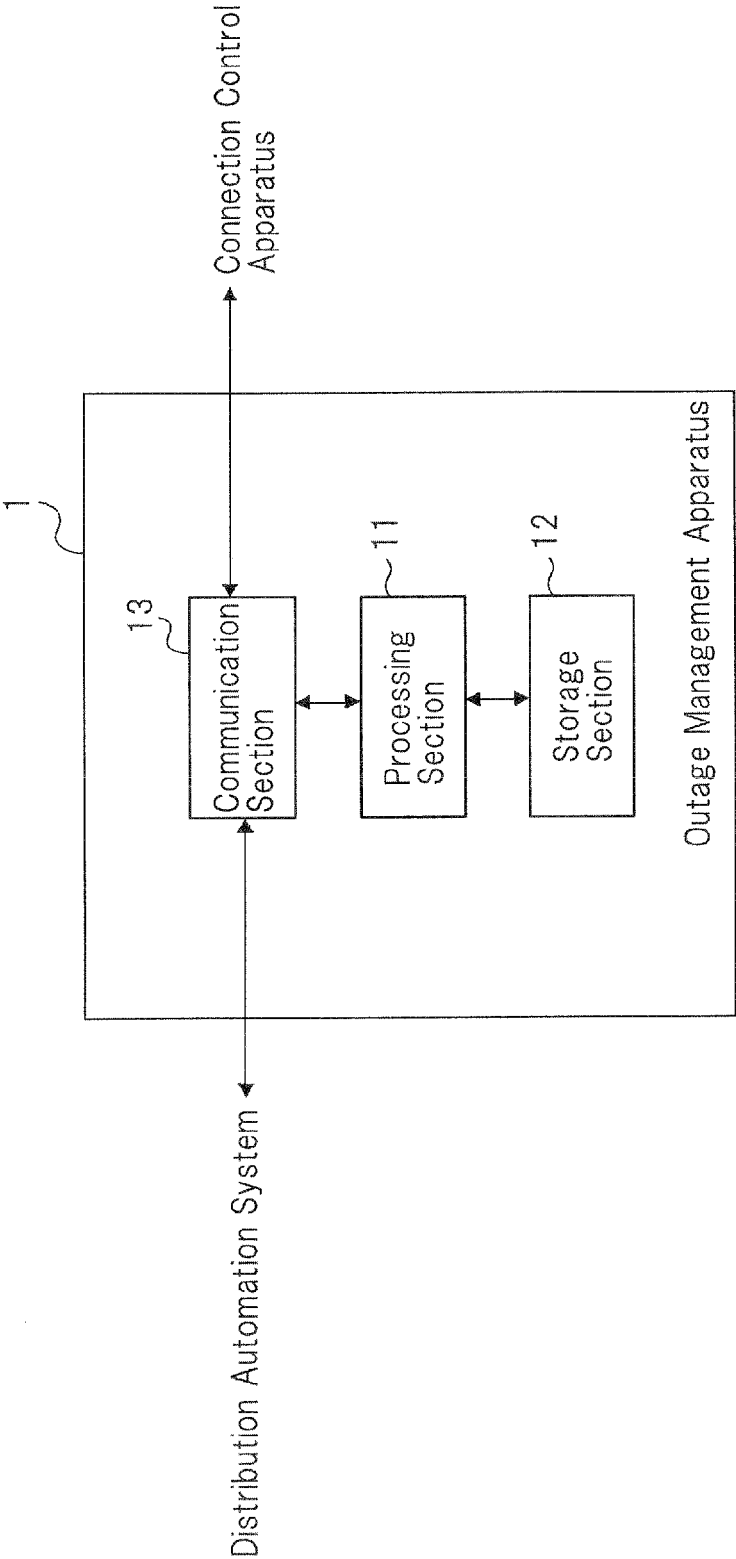 1
Distribution Automation System
Connection Control
Apparatus
13
Communication
Section
11
Processing
Section
12
Storage
Section
Outage Management Apparatus